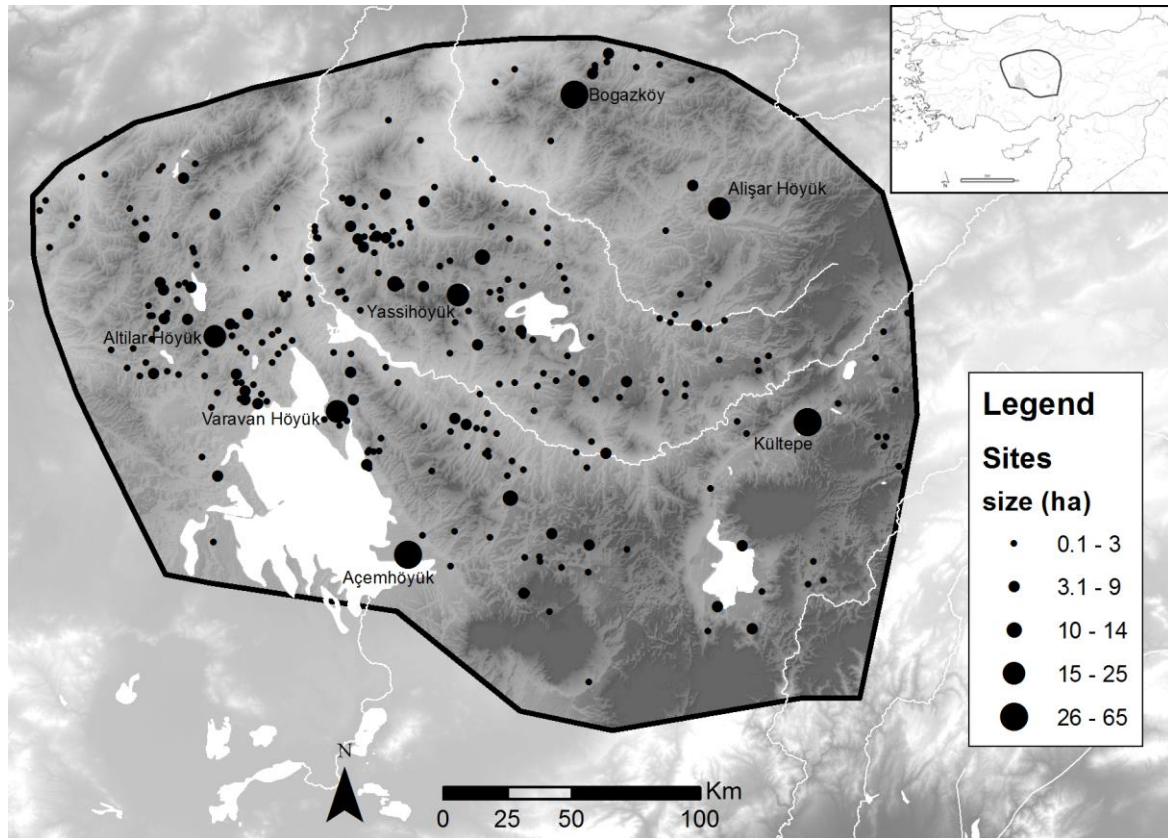 Bogazköy
Alişar Höyük
Yassihöyük
Altilar Höyük
Varavan Höyük
Kültepe
Açemhöyük
Legend
Sites
size (ha)
0.1 - 3
3.1 - 9
10 - 14
15 - 25
26 - 65
N
Km
0 25 50 100